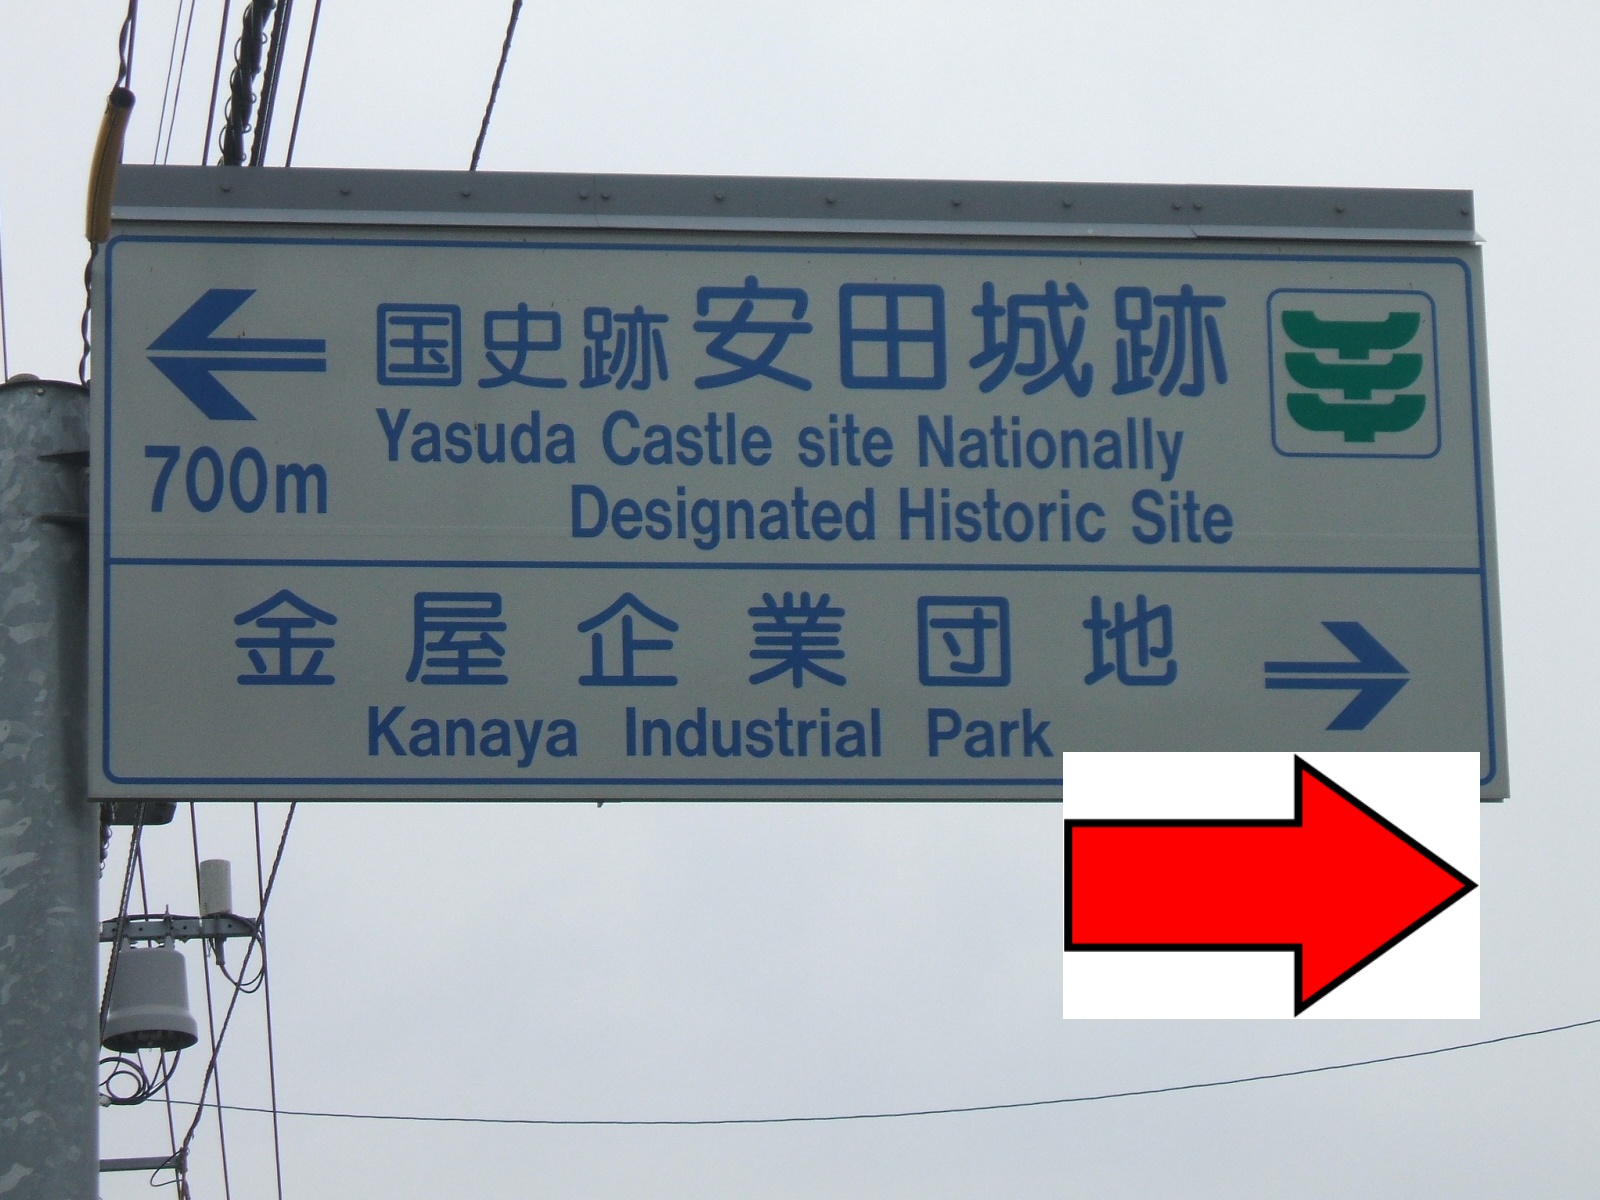 国史跡安田城跡
700m
Yasuda Castle site Nationally
Designated Historic Site
金屋企業団地
Kanaya Industrial Park